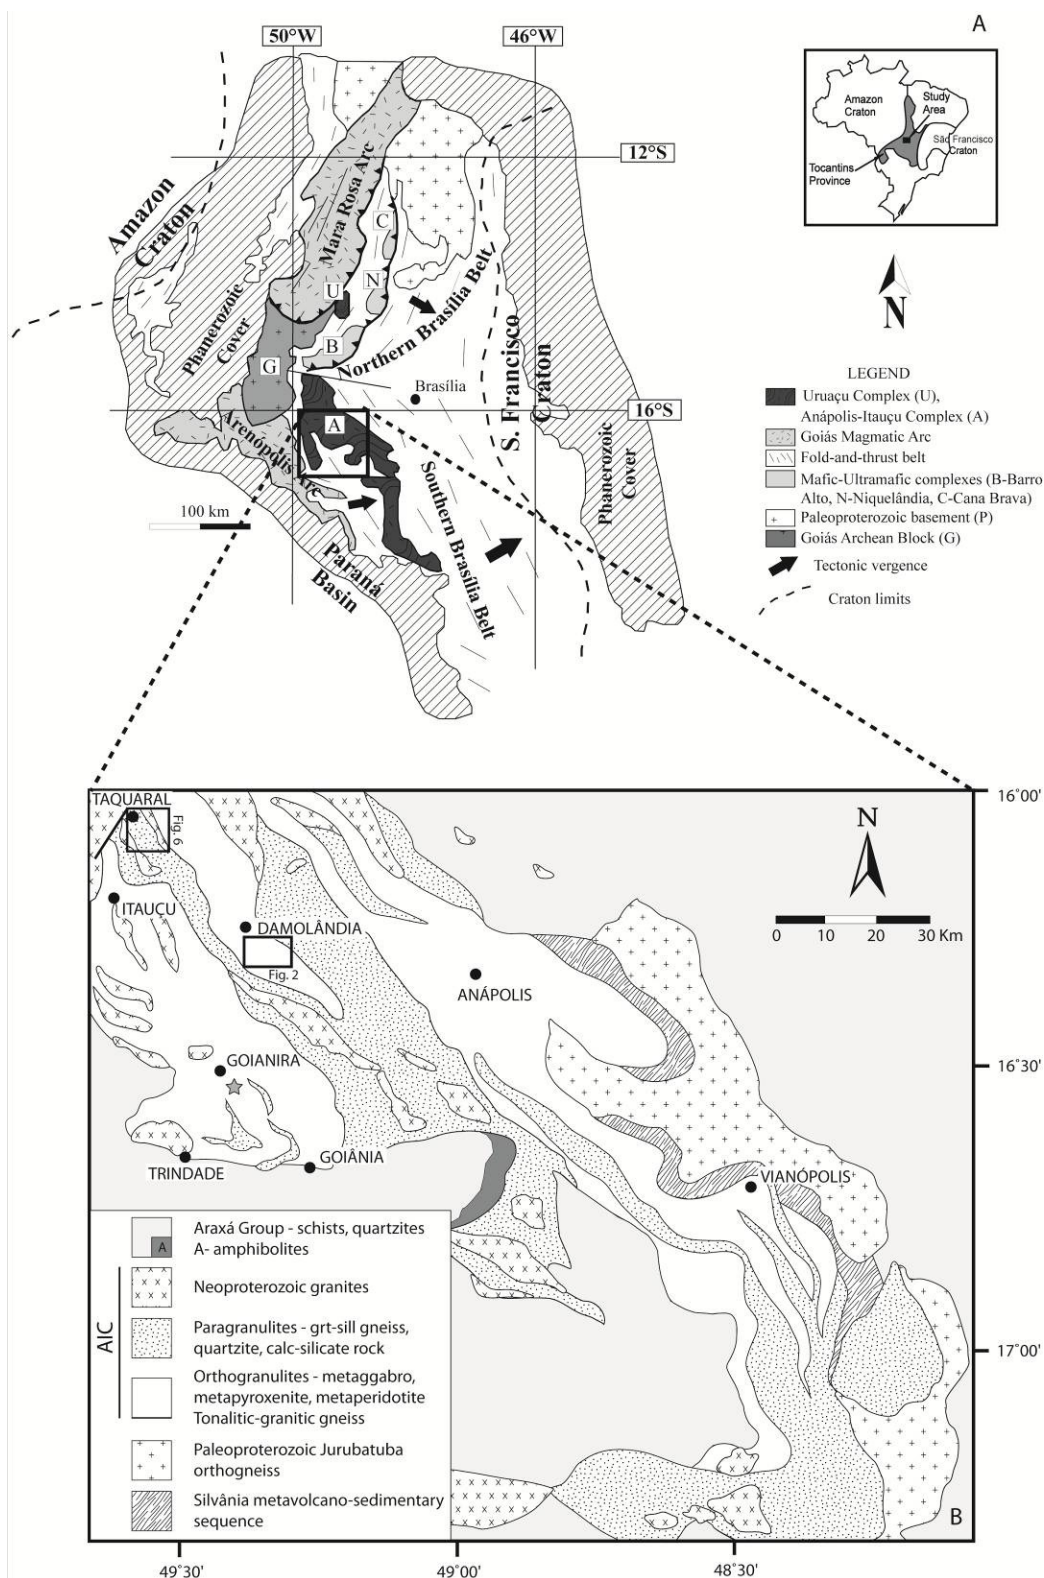 A
50°W
46°W
Amazon
Craton
Study
Area
São Francisco
Craton
Tocantins
Province
12°S
Amazon
Craton
Mara Rosa Arc
C
N
U
B
G
Phanerozoic
Cover
Northern Brasília Belt
Brasília
S. Francisco
Craton
16°S
A
Arenópolis Arc
Southern Brasília Belt
Phanerozoic
Cover
Paraná
Basin
100 km
N
LEGEND
Uruaçu Complex (U),
Anápolis-Itauçu Complex (A)
Goiás Magmatic Arc
Fold-and-thrust belt
Mafic-Ultramafic complexes (B-Barro
Alto, N-Niquelândia, C-Cana Brava)
Paleoproterozoic basement (P)
Goiás Archean Block (G)
Tectonic vergence
Craton limits
TAQUARAL
Fig. 6
ITAUÇU
DAMOLÂNDIA
Fig. 2
ANÁPOLIS
GOIANIRA
TRINDADE
GOIÂNIA
VIANÓPOLIS
N
0 10 20 30 Km
16°00'
16°30'
17°00'
A
Araxá Group - schists, quartzites
A- amphibolites
AIC
Neoproterozoic granites
Paragranulites - grt-sill gneiss,
quartzite, calc-silicate rock
Orthogranulites - metaggabro,
metapyroxenite, metaperidotite
Tonalitic-granitic gneiss
Paleoproterozoic Jurubatuba
orthogneiss
Silvânia metavolcano-sedimentary
sequence
B
49°30'
49°00'
48°30'